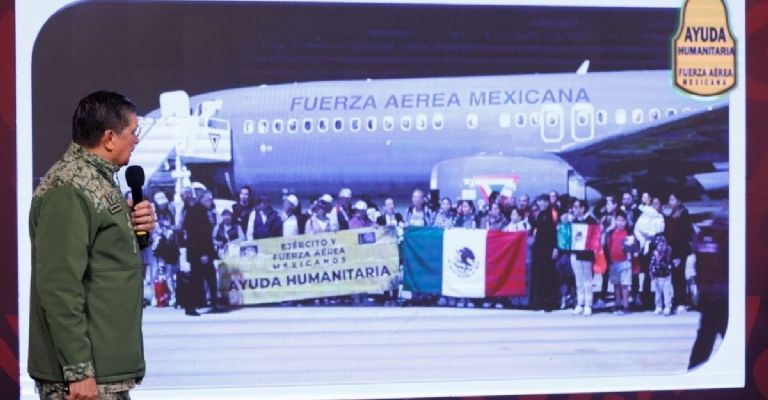 AYUDA
HUMANITARIA
FUERZA AÉREA
MEXICANA
FUERZA AEREA MEXICANA
EJÉRCITO Y
FUERZA AÉREA
MEXICANOS
AYUDA HUMANITARIA